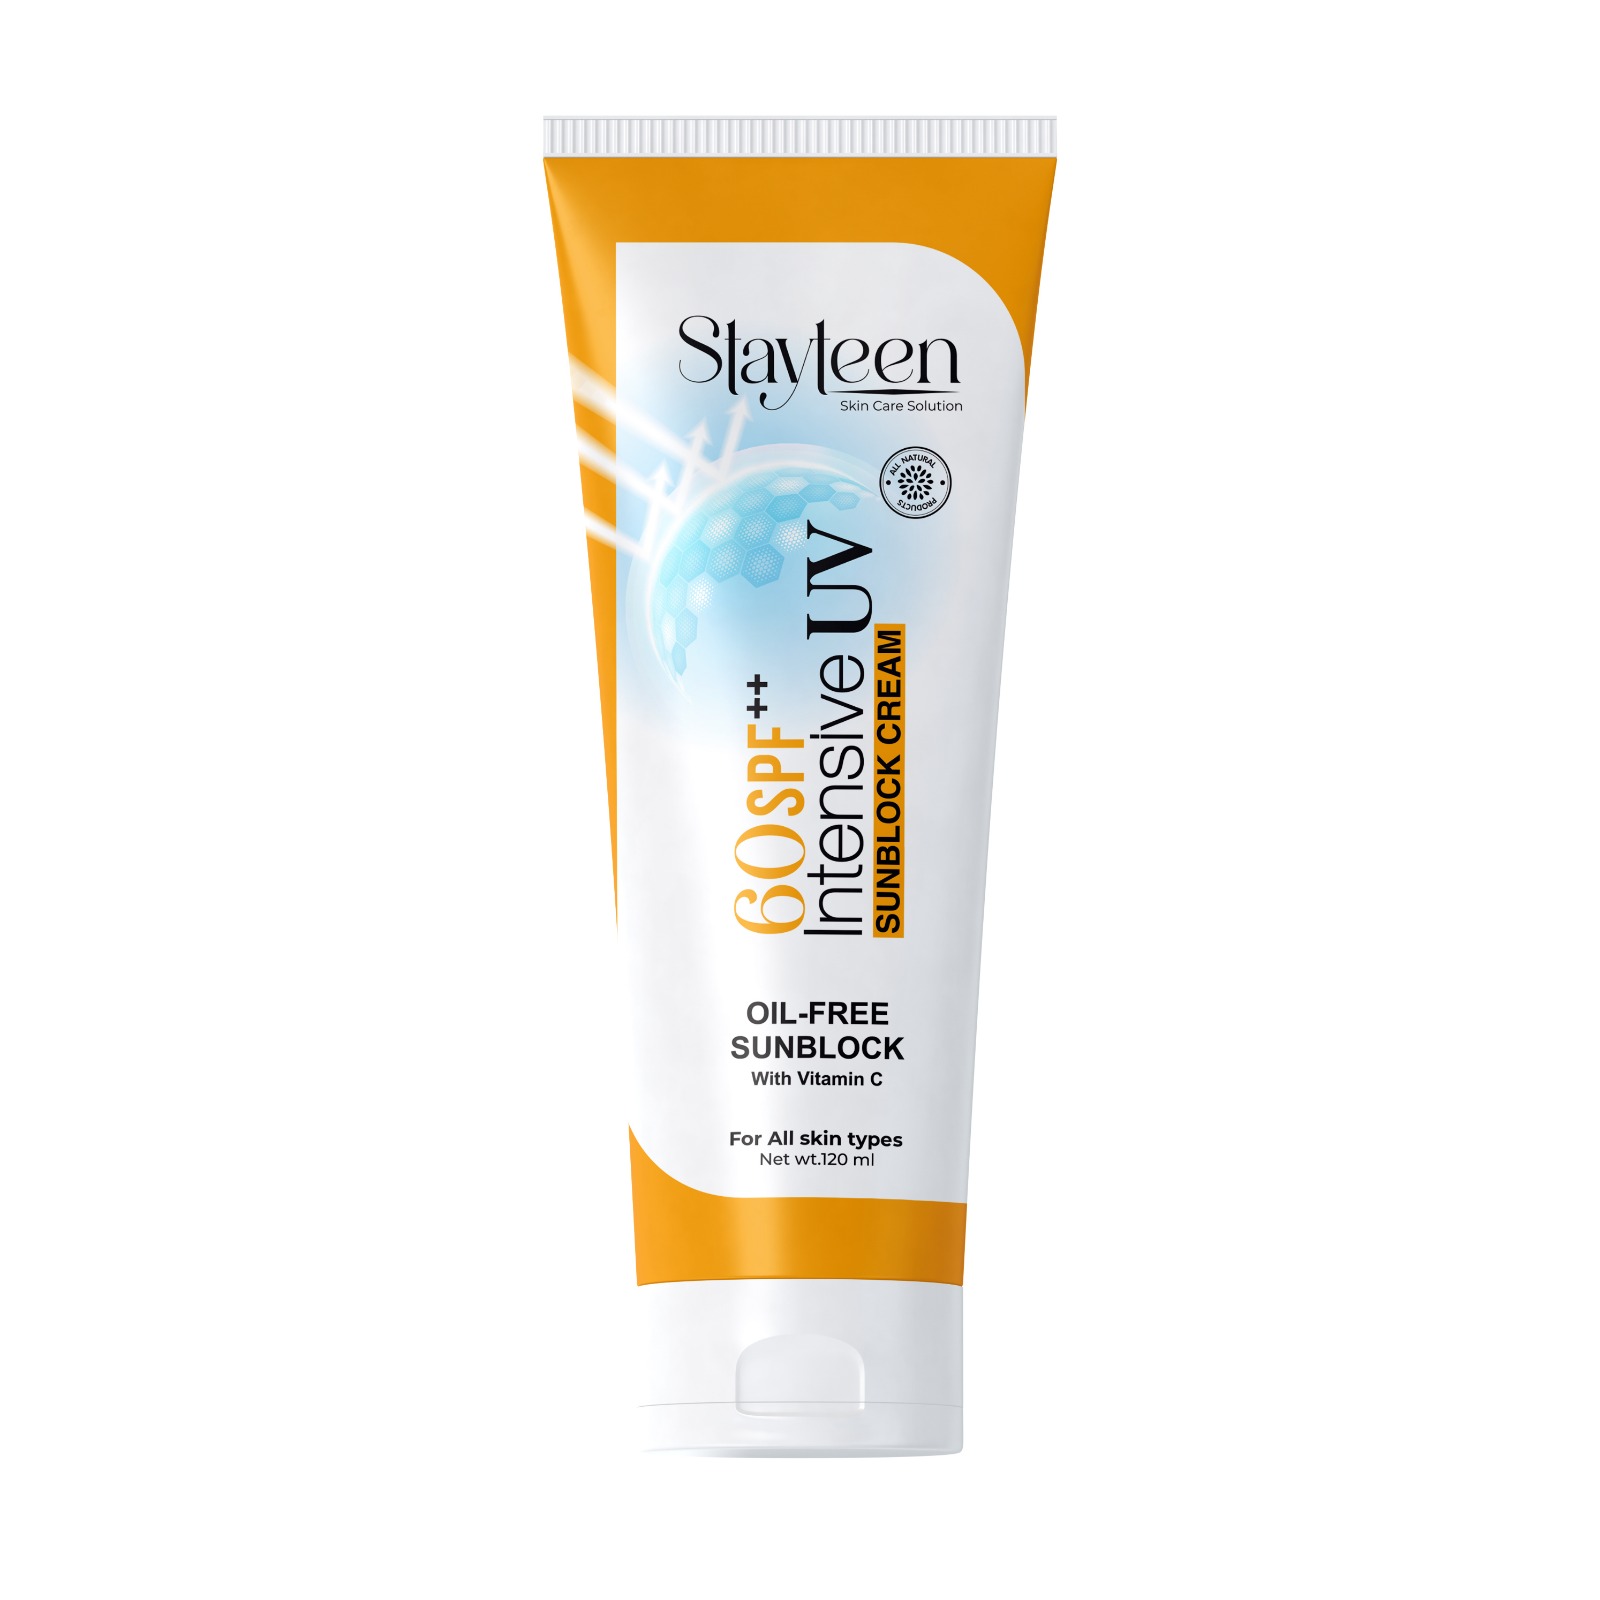 Stayteen
Skin Care Solution
ALL NATURAL
PRODUCTS
60SPF++
Intensive UV
SUNBLOCK CREAM
OIL-FREE
SUNBLOCK
With Vitamin C
For All skin types
Net wt.120 ml